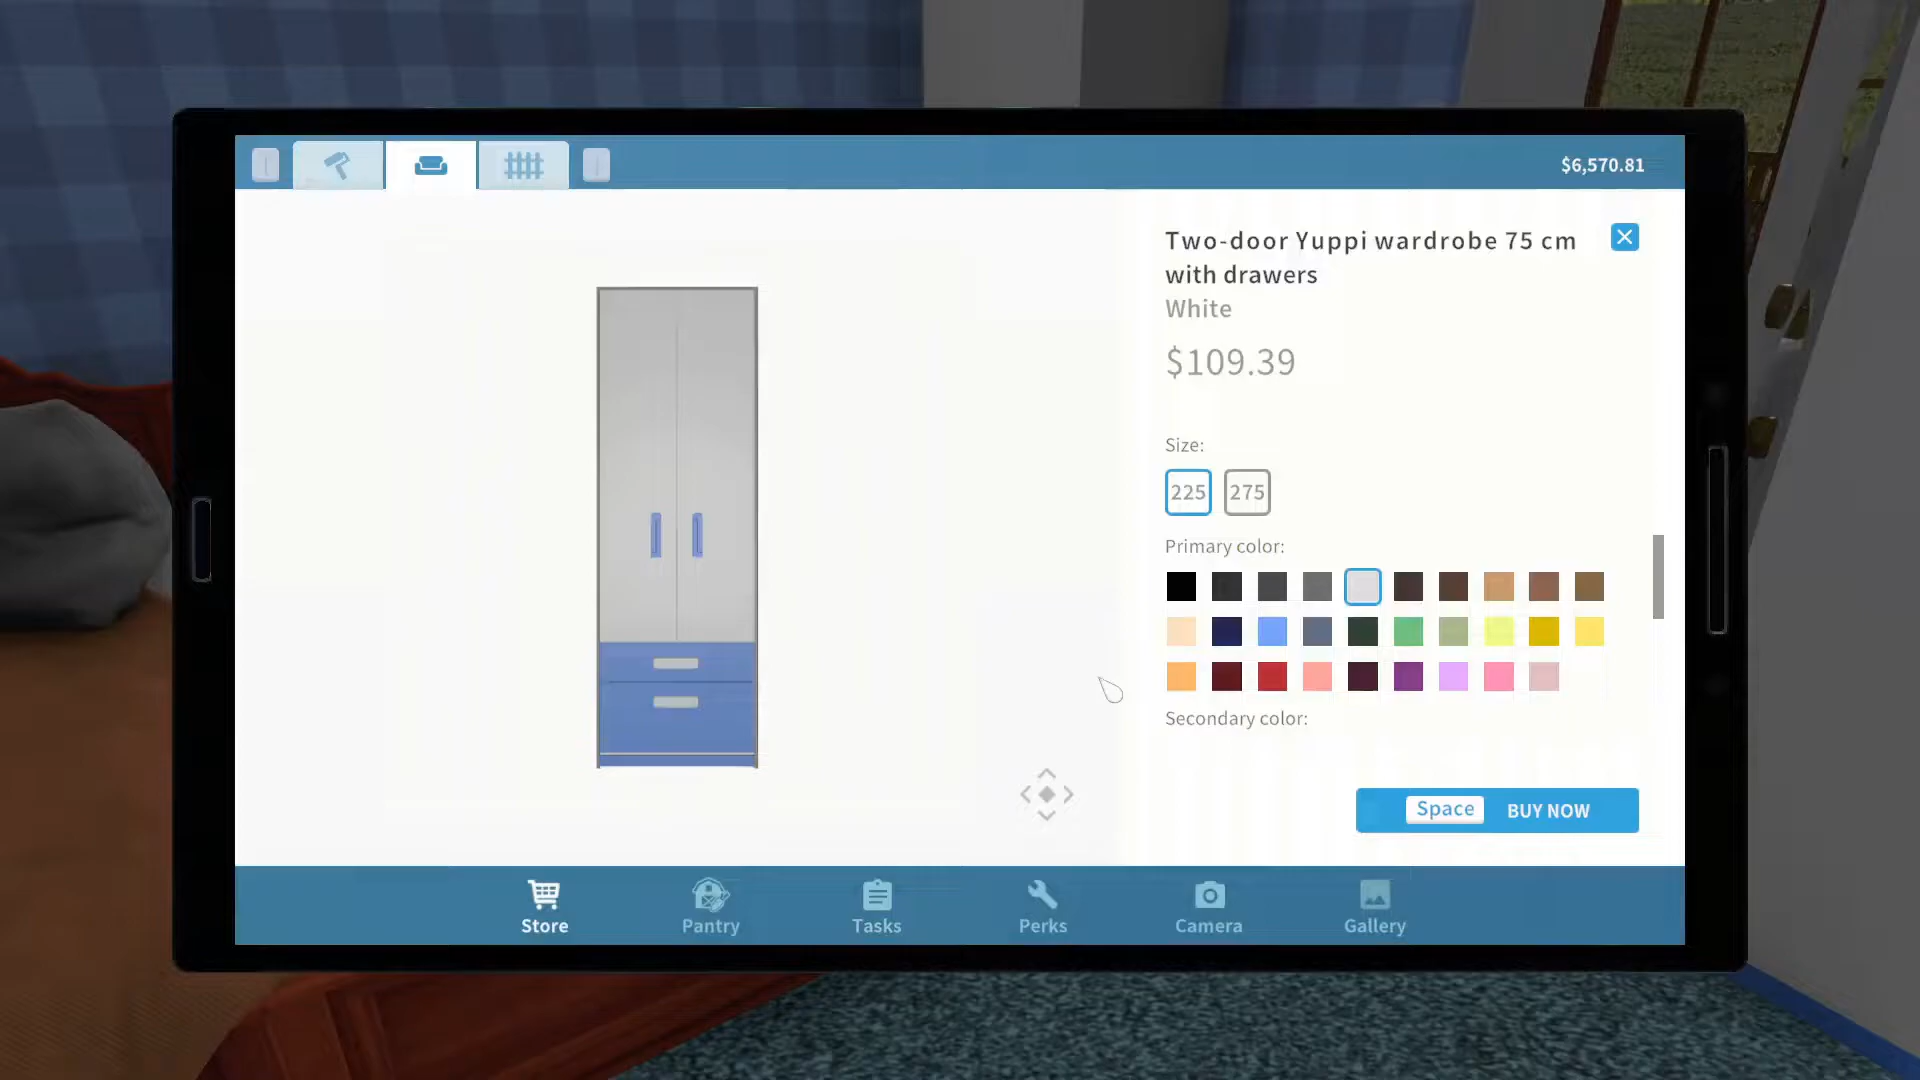 $6,570.81
Two-door Yuppi wardrobe 75 cm
with drawers
White
$109.39
Size:
225 275
Primary color:
Secondary color:
Space BUY NOW
Store Pantry Tasks Perks Camera Gallery